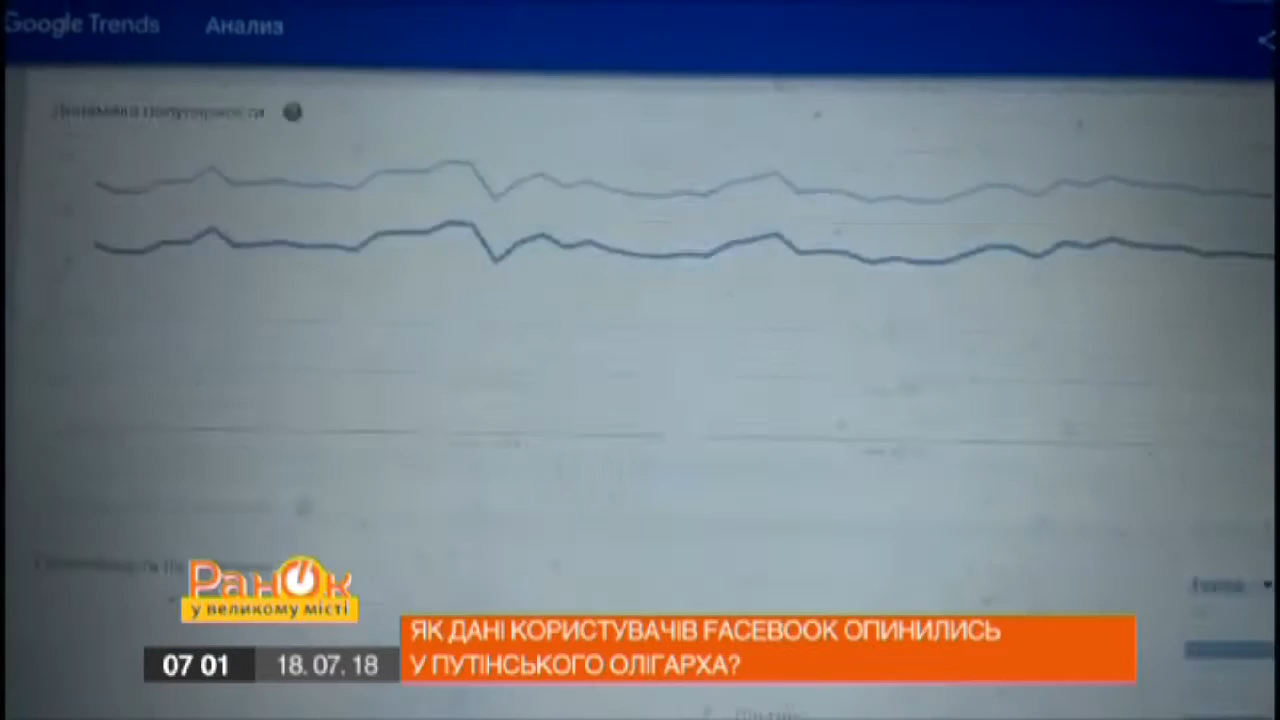 Google Trends Анализ
Динамика популярности
Ранок
у великому місті
07 01 18. 07. 18
ЯК ДАНІ КОРИСТУВАЧІВ FACEBOOK ОПИНИЛИСЬ
У ПУТІНСЬКОГО ОЛІГАРХА?